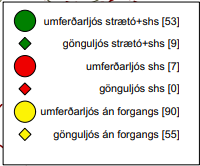 umferðarljós strætó+shs [53]
gönguljós strætó+shs [9]
umferðarljós shs [7]
gönguljós shs [0]
umferðarljós án forgangs [90]
gönguljós án forgangs [55]